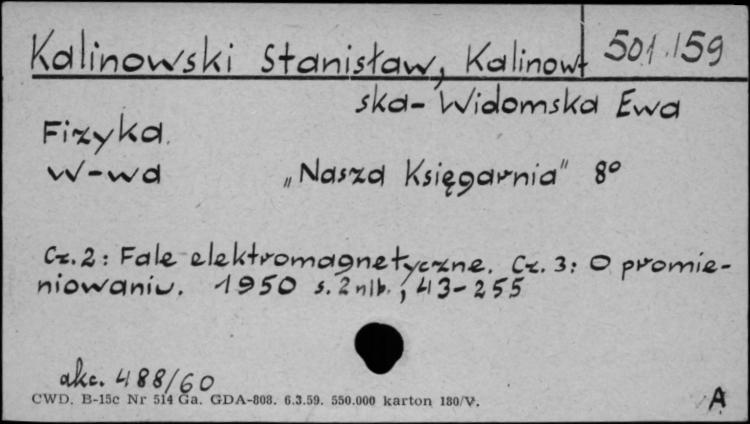 501.159
Kalinowski Stanisław, Kalinow-
ska-Widomska Ewa
Fizyka.
W-wa „Nasza Księgarnia" 8º
Cz. 2: Fale elektromagnetyczne. Cz. 3: O promie-
niowaniu. 1950 s. 2 nlb., 43-255
akc. 488/60
CWD. B-15c Nr 514 Ga. GDA-808. 6.3.59. 550.000 karton 180/V.
A